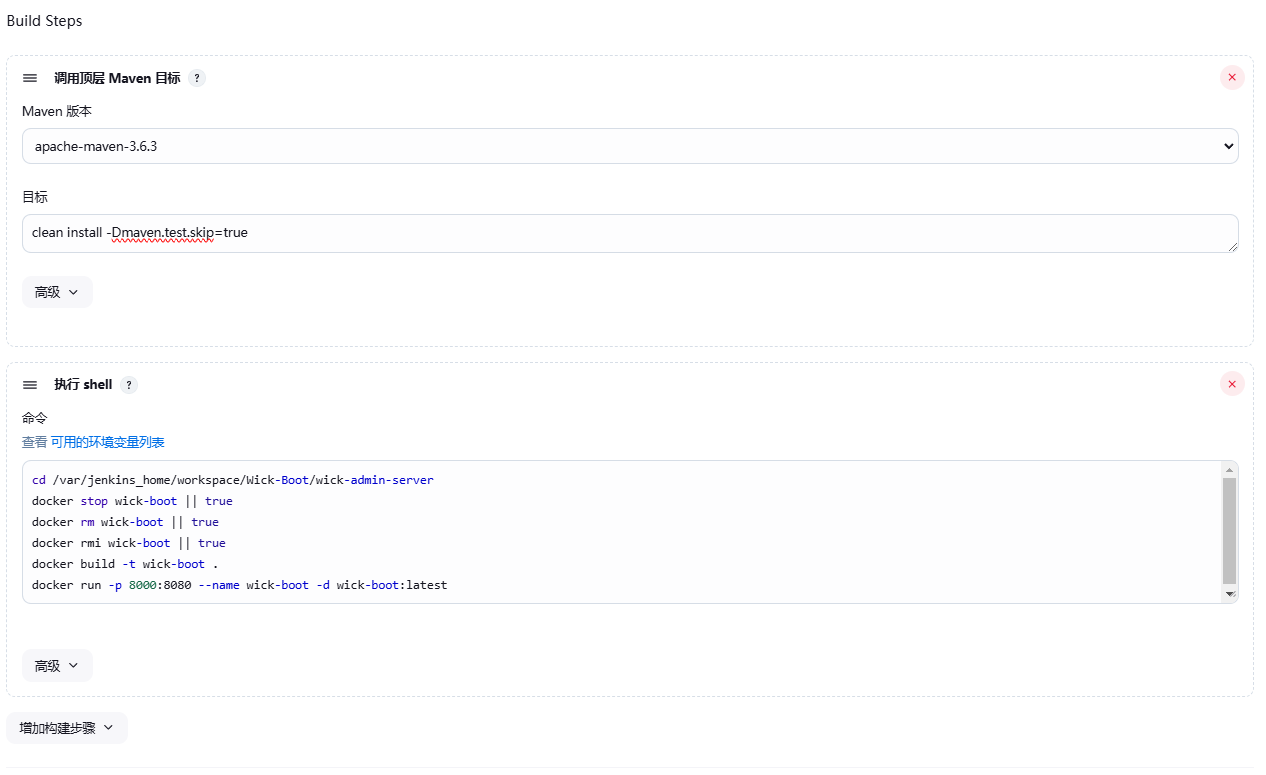 Build Steps
调用顶层 Maven 目标 ?
Maven 版本
apache-maven-3.6.3
目标
clean install -Dmaven.test.skip=true
高级
执行 shell ?
命令
查看 可用的环境变量列表
cd /var/jenkins_home/workspace/Wick-Boot/wick-admin-server
docker stop wick-boot || true
docker rm wick-boot || true
docker rmi wick-boot || true
docker build -t wick-boot .
docker run -p 8000:8080 --name wick-boot -d wick-boot:latest
高级
增加构建步骤